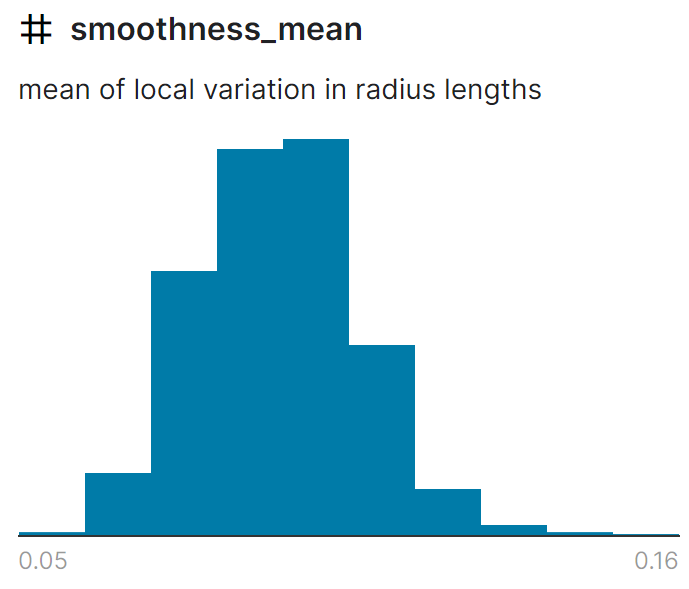 # smoothness_mean
mean of local variation in radius lengths
0.05 0.16